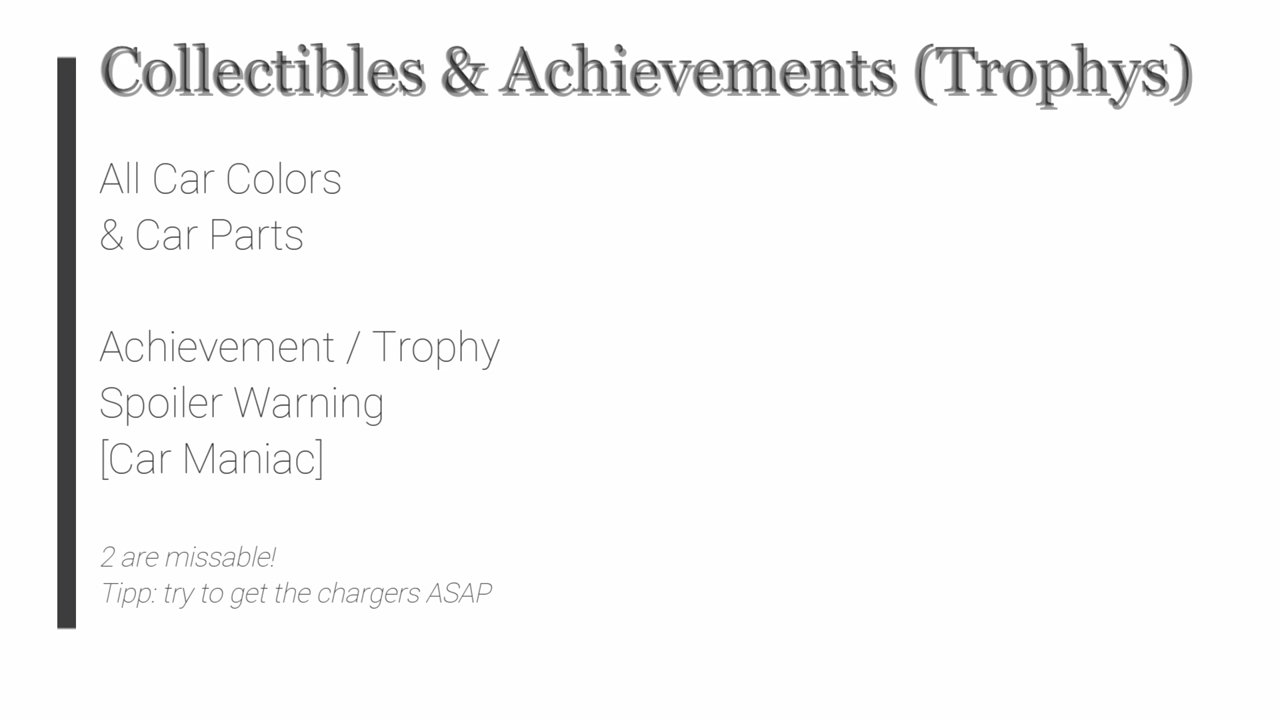 Collectibles & Achievements (Trophys)
All Car Colors
& Car Parts
Achievement / Trophy
Spoiler Warning
[Car Maniac]
2 are missable!
Tipp: try to get the chargers ASAP